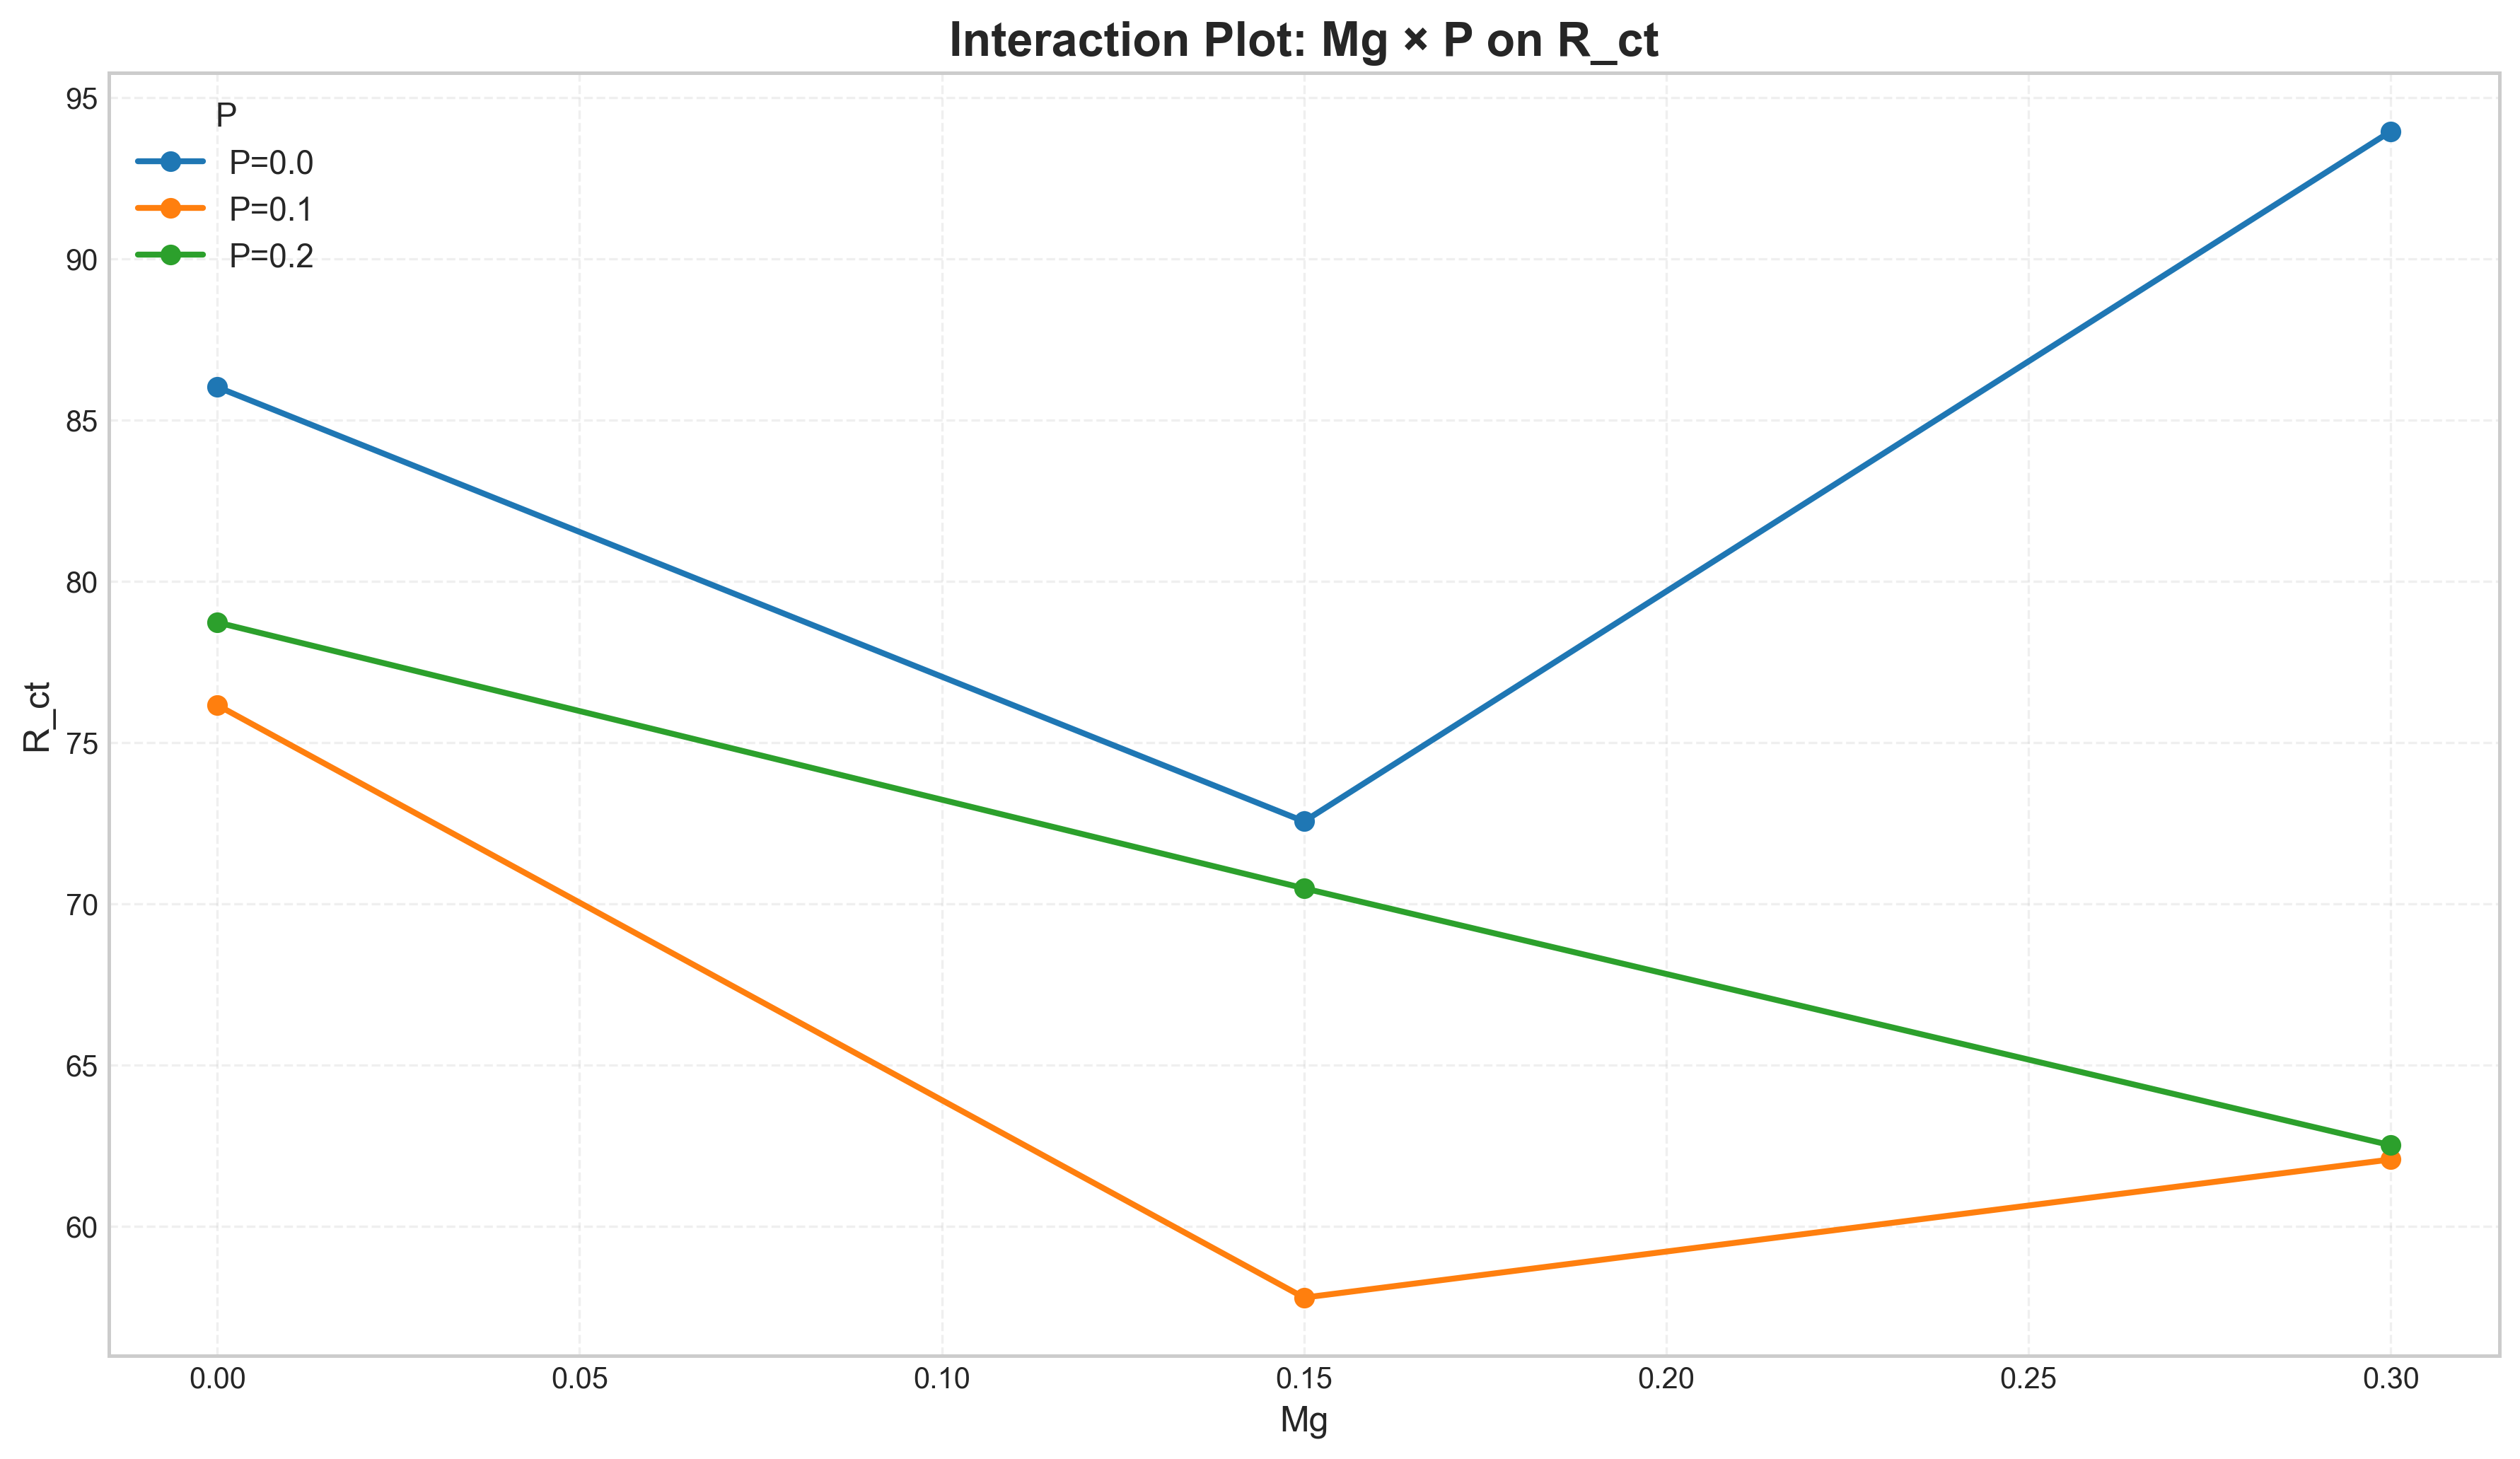 Interaction Plot: Mg × P on R_ct
P
P=0.0
P=0.1
P=0.2
95
90
85
80
75
70
65
60
R_ct
0.00 0.05 0.10 0.15 0.20 0.25 0.30
Mg